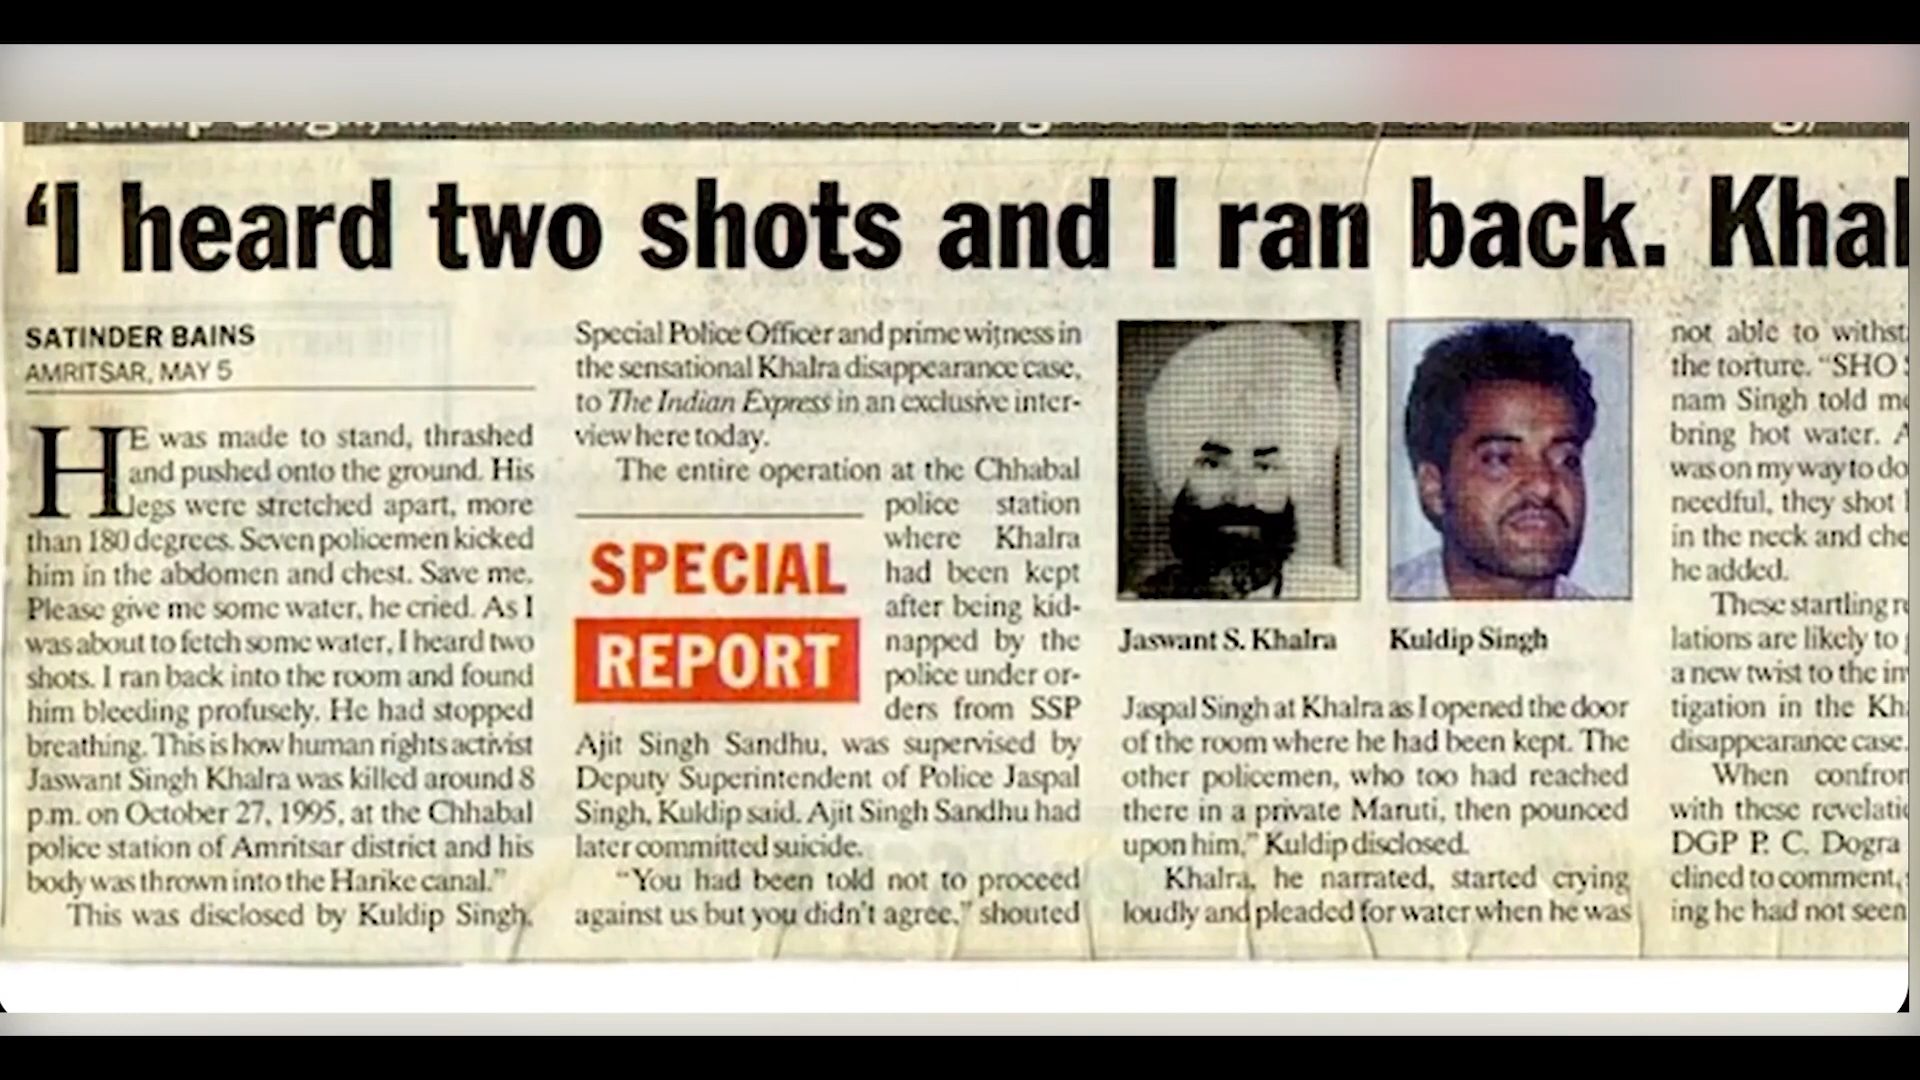 'I heard two shots and I ran back. Khal
SATINDER BAINS
AMRITSAR, MAY 5
HE was made to stand, thrashed
and pushed onto the ground. His
legs were stretched apart, more
than 180 degrees. Seven policemen kicked
him in the abdomen and chest. Save me.
Please give me some water, he cried. As I
was about to fetch some water, I heard two
shots. I ran back into the room and found
him bleeding profusely. He had stopped
breathing. This is how human rights activist
Jaswant Singh Khalra was killed around 8
p.m. on October 27, 1995, at the Chhabal
police station of Amritsar district and his
body was thrown into the Harike canal."
This was disclosed by Kuldip Singh,
Special Police Officer and prime witness in
the sensational Khalra disappearance case,
to The Indian Express in an exclusive inter-
view here today.
The entire operation at the Chhabal
police station
where Khalra
had been kept
after being kid-
napped by the
police under or-
ders from SSP
SPECIAL
REPORT
Ajit Singh Sandhu, was supervised by
Deputy Superintendent of Police Jaspal
Singh, Kuldip said. Ajit Singh Sandhu had
later committed suicide.
"You had been told not to proceed
against us but you didn't agree," shouted
Jaswant S. Khalra
Kuldip Singh
Jaspal Singh at Khalra as I opened the door
of the room where he had been kept. The
other policemen, who too had reached
there in a private Maruti, then pounced
upon him," Kuldip disclosed.
Khalra, he narrated, started crying
loudly and pleaded for water when he was
not able to withst
the torture. "SHO
nam Singh told me
bring hot water. A
was on my way to do
needful, they shot
in the neck and che
he added.
These startling re
lations are likely to
a new twist to the in
tigation in the Kh
disappearance case.
When confron
with these revelati
DGP P. C. Dogra
clined to comment,
ing he had not seen